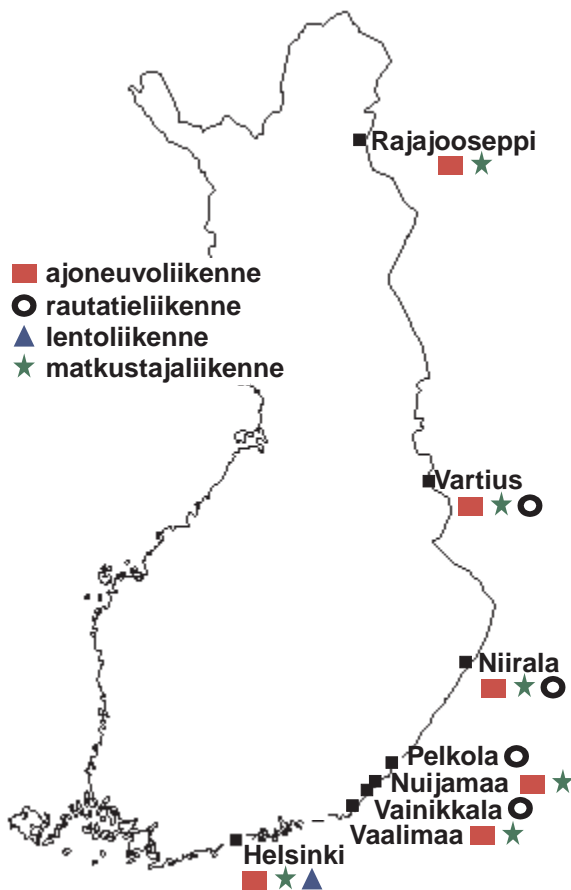 Rajajooseppi
ajoneuvoliikenne
rautatieliikenne
lentoliikenne
matkustajaliikenne
Vartius
Niirala
Pelkola
Nuijamaa
Vainikkala
Vaalimaa
Helsinki